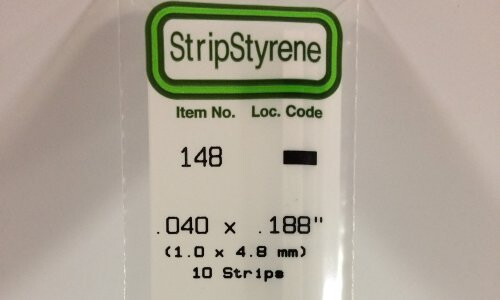 StripStyrene
Item No. Loc. Code
148
.040 x .188"
(1.0 x 4.8 mm)
10 Strips